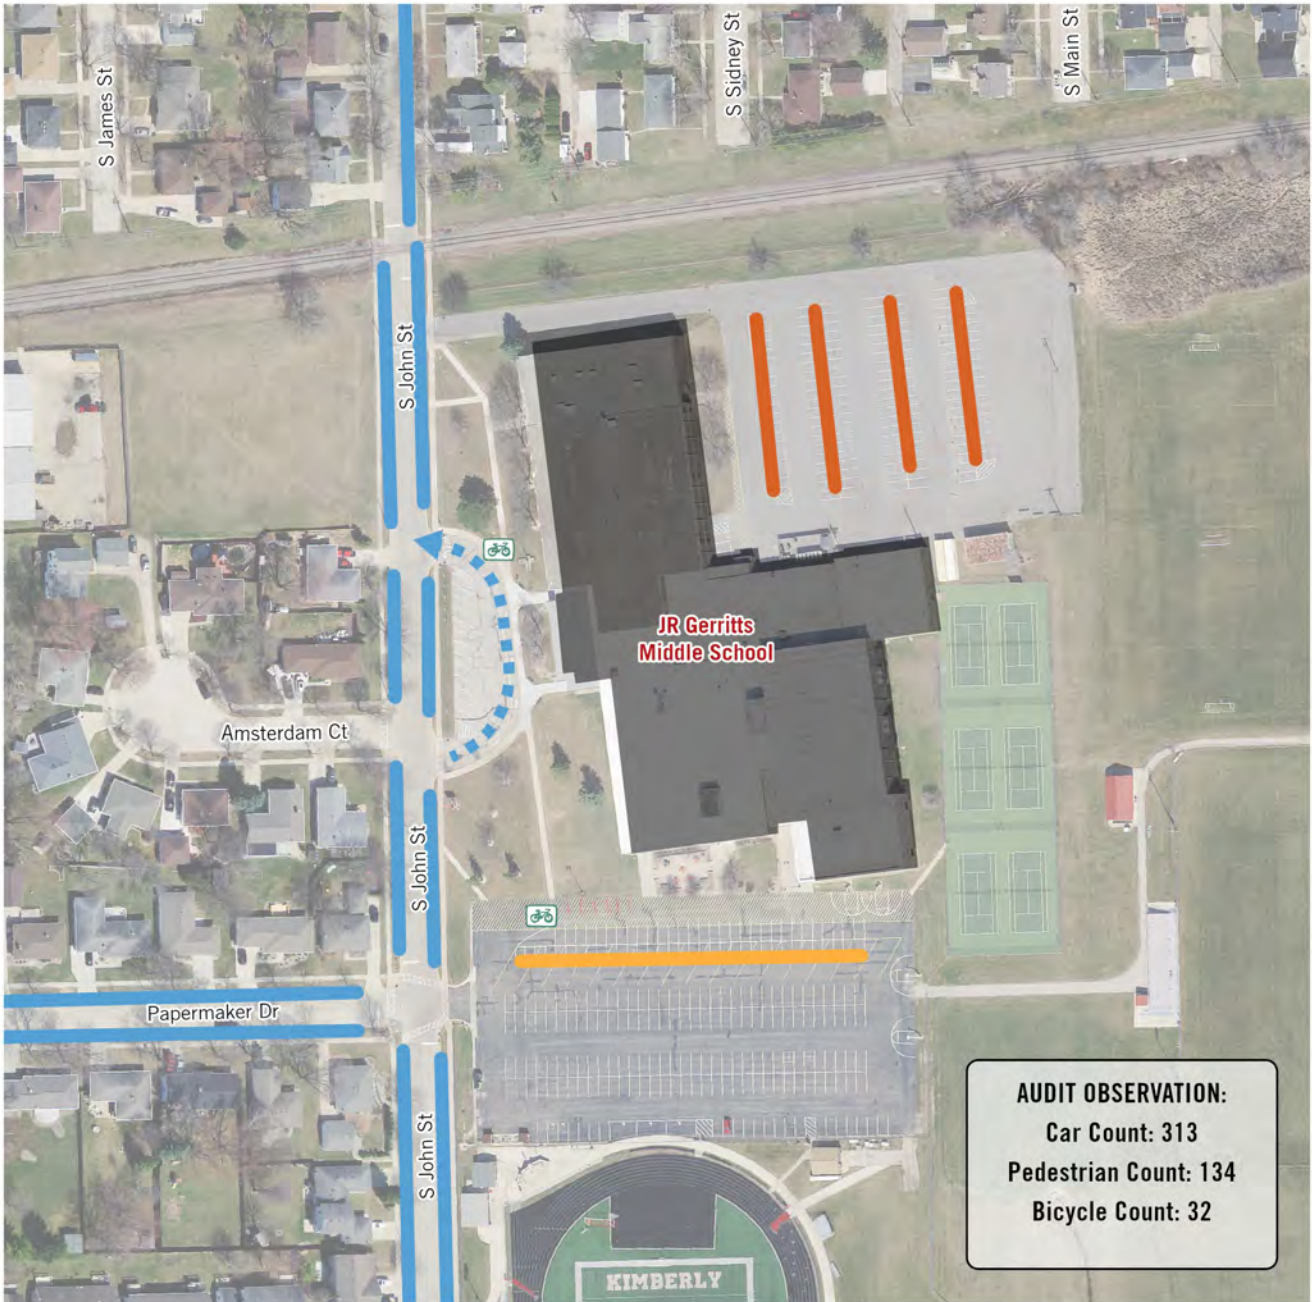 S James St
S Sidney St
S Main St
S John St
JR Gerritts
Middle School
Amsterdam Ct
S John St
Papermaker Dr
S John St
AUDIT OBSERVATION:
Car Count: 313
Pedestrian Count: 134
Bicycle Count: 32
KIMBERLY